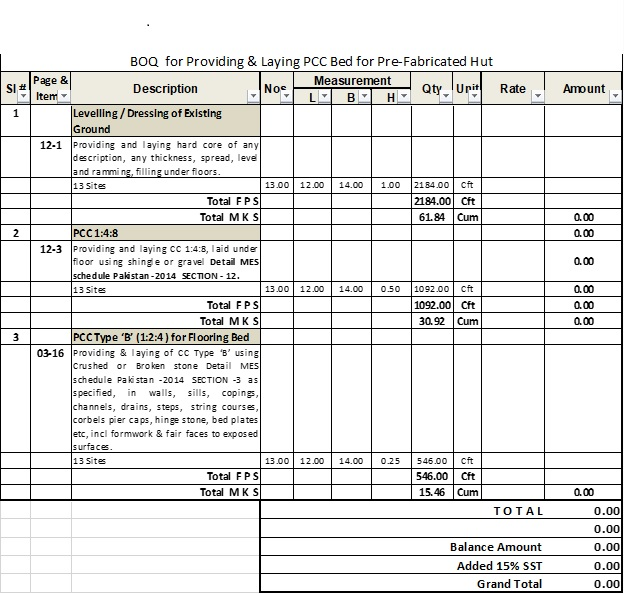 BOQ for Providing & Laying PCC Bed for Pre-Fabricated Hut
Sl # Page & Item Description Nos Measurement Qty Unit Rate Amount
L B H
1 Levelling / Dressing of Existing
Ground
12-1 Providing and laying hard core of any
description, any thickness, spread, level
and ramming, filling under floors.
13 Sites 13.00 12.00 14.00 1.00 2184.00 Cft
Total F P S 2184.00 Cft
Total M K S 61.84 Cum 0.00
2 PCC 1:4:8 0.00
12-3 Providing and laying CC 1:4:8, laid under
floor using shingle or gravel Detail MES 0.00
schedule Pakistan -2014 SECTION - 12.
13 Sites 13.00 12.00 14.00 0.50 1092.00 Cft 0.00
Total F P S 1092.00 Cft 0.00
Total M K S 30.92 Cum 0.00
3 PCC Type ‘B’ (1:2:4 ) for Flooring Bed
03-16 Providing & laying of CC Type ‘B’ using
Crushed or Broken stone Detail MES
schedule Pakistan -2014 SECTION -3 as
specified, in walls, sills, copings,
channels, drains, steps, string courses,
corbels pier caps, hinge stone, bed plates
etc, incl formwork & fair faces to exposed
surfaces.
13 Sites 13.00 12.00 14.00 0.25 546.00 Cft
Total F P S 546.00 Cft
Total M K S 15.46 Cum 0.00
T O T A L 0.00
0.00
Balance Amount 0.00
Added 15% SST 0.00
Grand Total 0.00